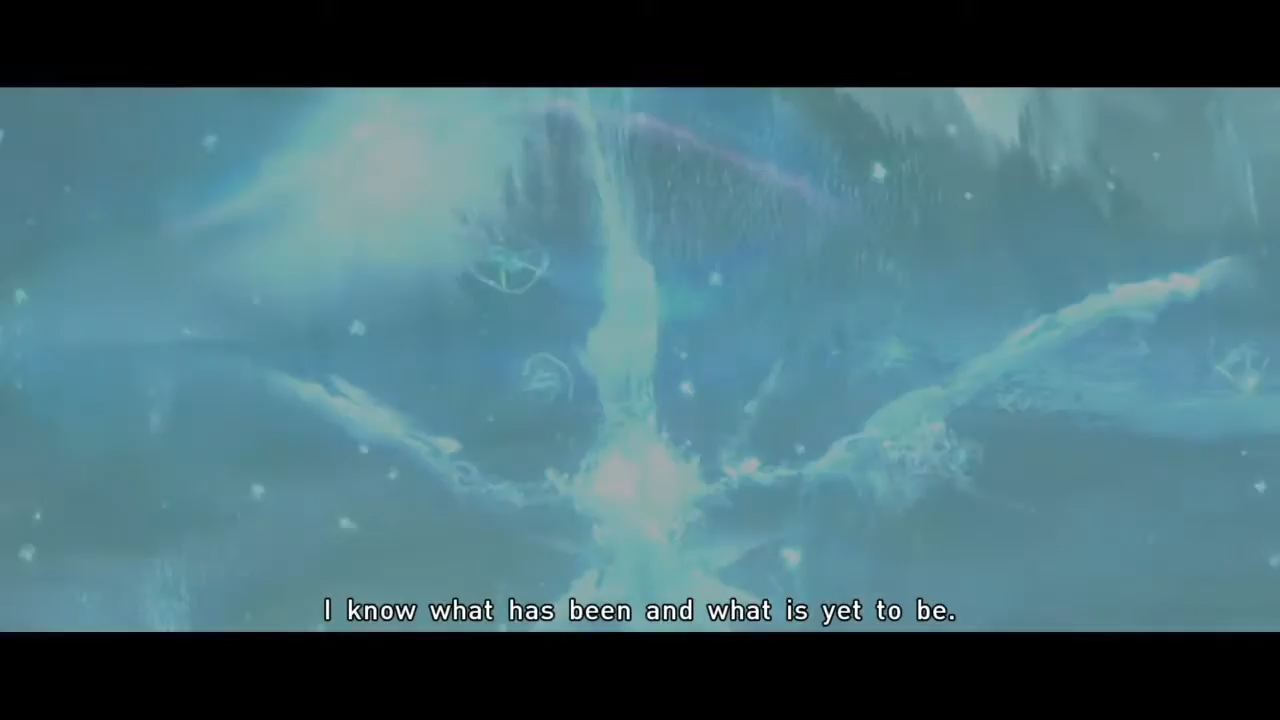 I know what has been and what is yet to be.